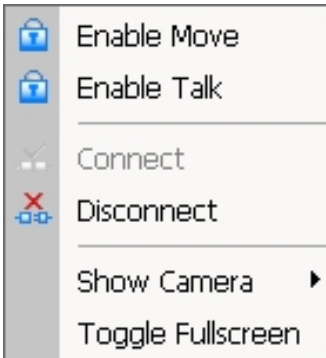 Enable Move
Enable Talk
Connect
Disconnect
Show Camera
Toggle Fullscreen